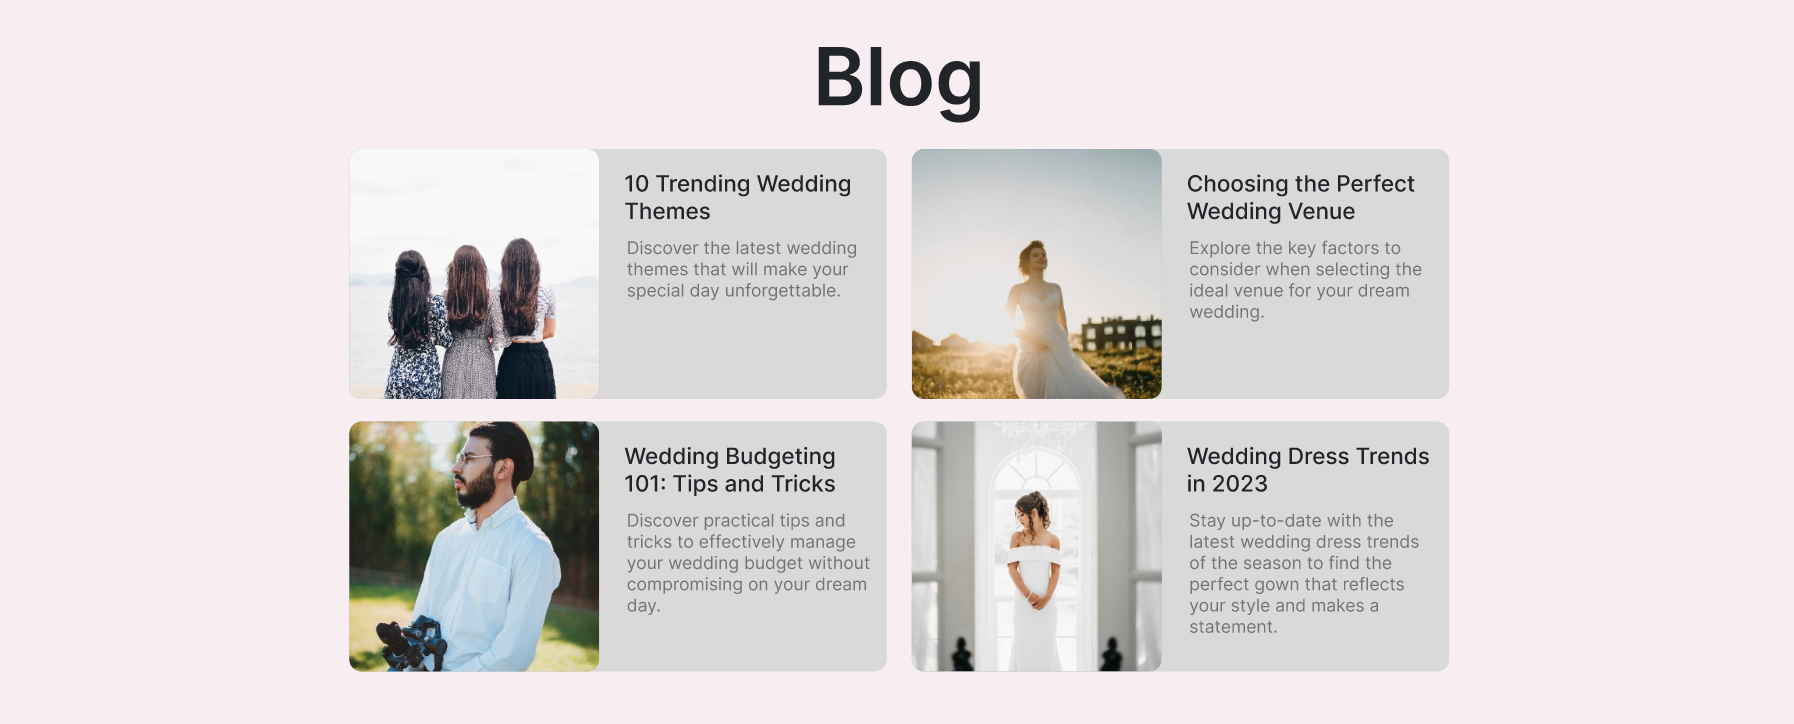 Blog
10 Trending Wedding
Themes
Discover the latest wedding
themes that will make your
special day unforgettable.
Choosing the Perfect
Wedding Venue
Explore the key factors to
consider when selecting the
ideal venue for your dream
wedding.
Wedding Budgeting
101: Tips and Tricks
Discover practical tips and
tricks to effectively manage
your wedding budget without
compromising on your dream
day.
Wedding Dress Trends
in 2023
Stay up-to-date with the
latest wedding dress trends
of the season to find the
perfect gown that reflects
your style and makes a
statement.